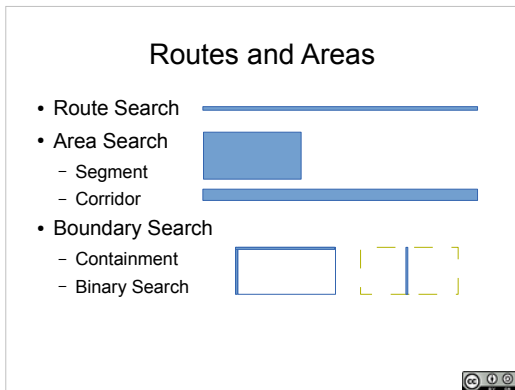 Routes and Areas
• Route Search
• Area Search
– Segment
– Corridor
• Boundary Search
– Containment
– Binary Search